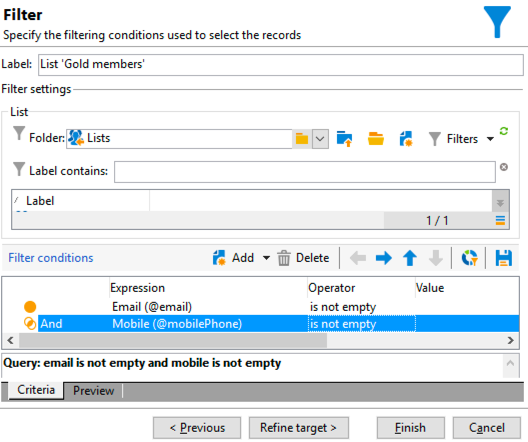 Filter
Specify the filtering conditions used to select the records
Label: List 'Gold members'
Filter settings
List
Folder: Lists Filters
Label contains:
Label
1 / 1
Filter conditions Add Delete
Expression Operator Value
Email (@email) is not empty
And Mobile (@mobilePhone) is not empty
Query: email is not empty and mobile is not empty
Criteria Preview
< Previous Refine target > Finish Cancel